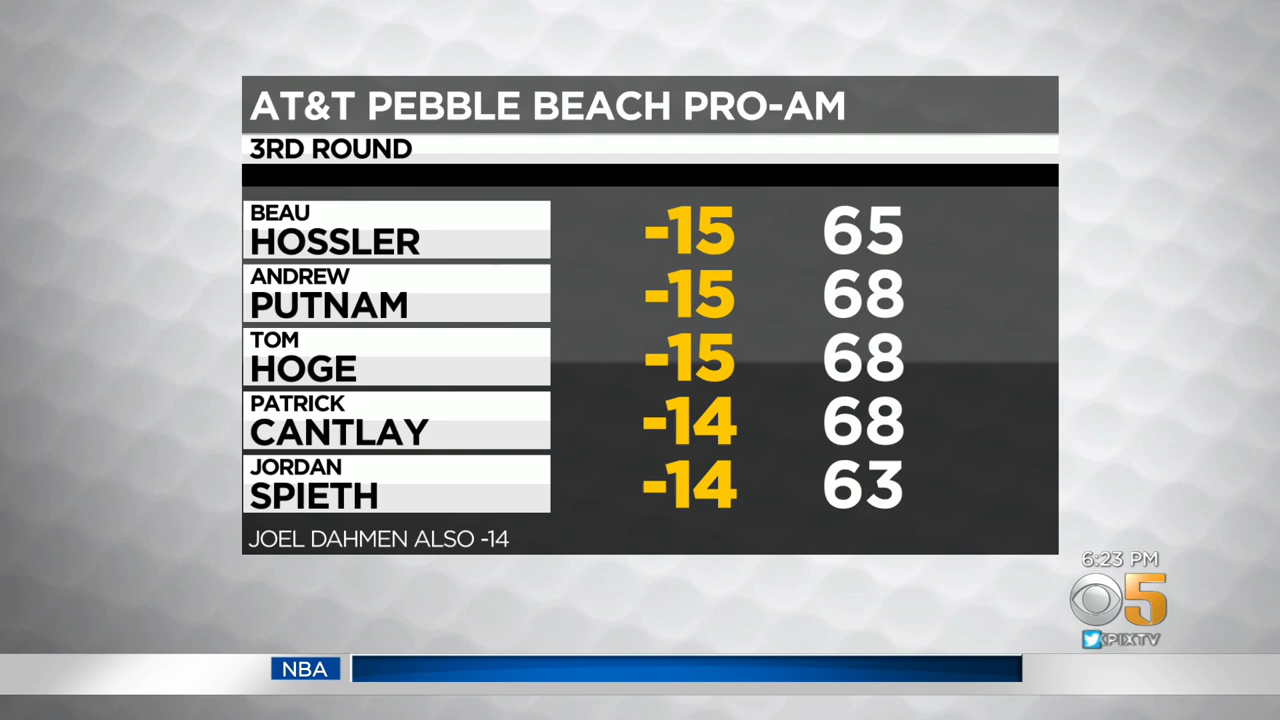 AT&T PEBBLE BEACH PRO-AM
3RD ROUND
BEAU
HOSSLER -15 65
ANDREW
PUTNAM -15 68
TOM
HOGE -15 68
PATRICK
CANTLAY -14 68
JORDAN
SPIETH -14 63
JOEL DAHMEN ALSO -14
6:23 PM
5
KPIXTV
NBA